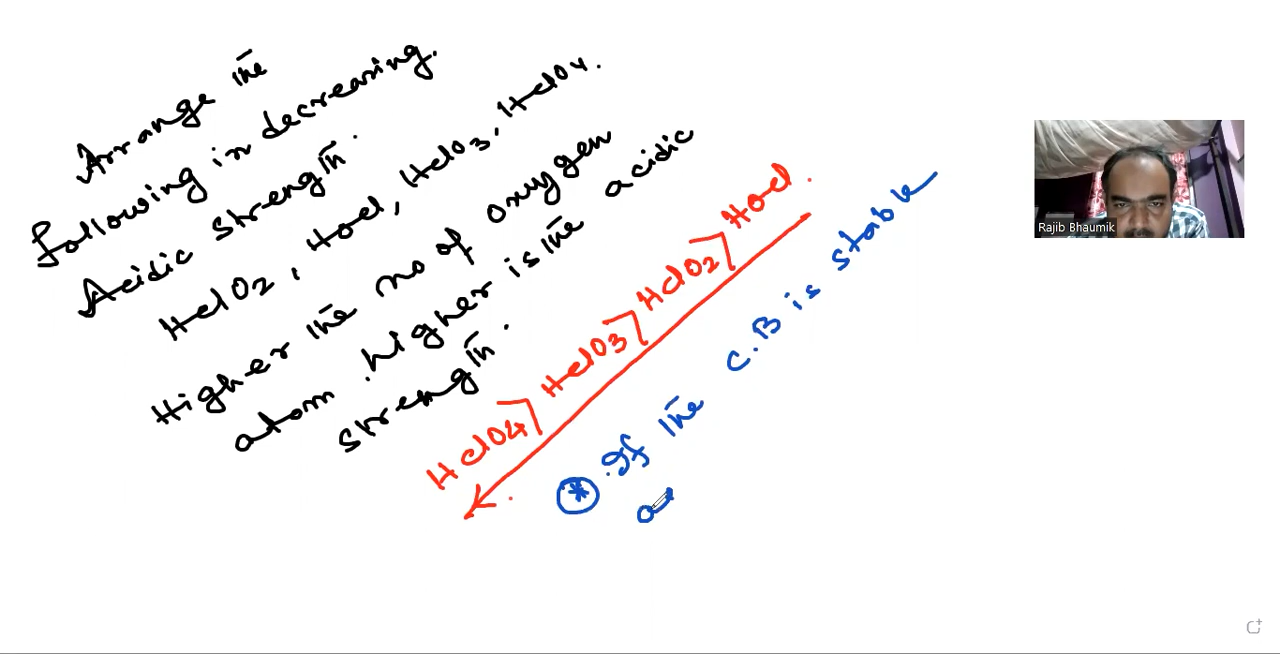 Arrange the
following in decreasing.
Acidic strength.
HClO2, HOCl, HClO3, HClO4.
Higher the no of oxygen
atom. higher is the acidic
strength.
HClO4 > HClO3 > HClO2 > HOCl.
* If the C.B is stable
a
Rajib Bhaumik